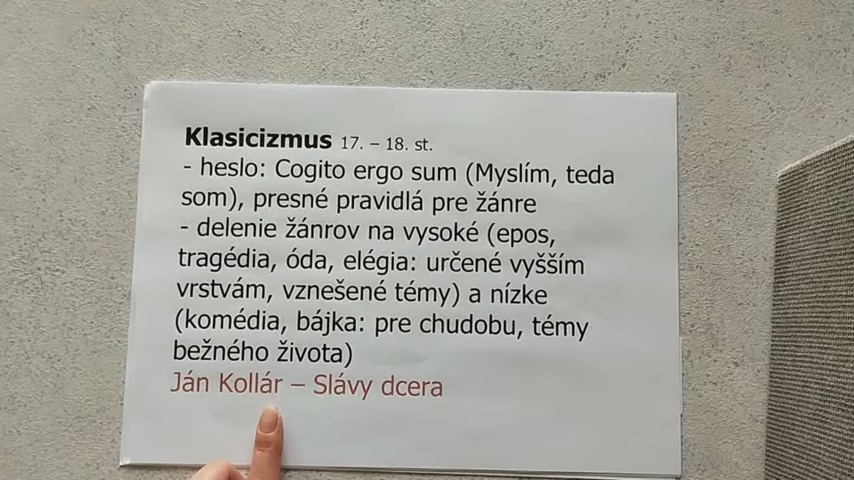 Klasicizmus 17. – 18. st.
- heslo: Cogito ergo sum (Myslím, teda
som), presné pravidlá pre žánre
- delenie žánrov na vysoké (epos,
tragédia, óda, elégia: určené vyšším
vrstvám, vznešené témy) a nízke
(komédia, bájka: pre chudobu, témy
bežného života)
Ján Kollár – Slávy dcera